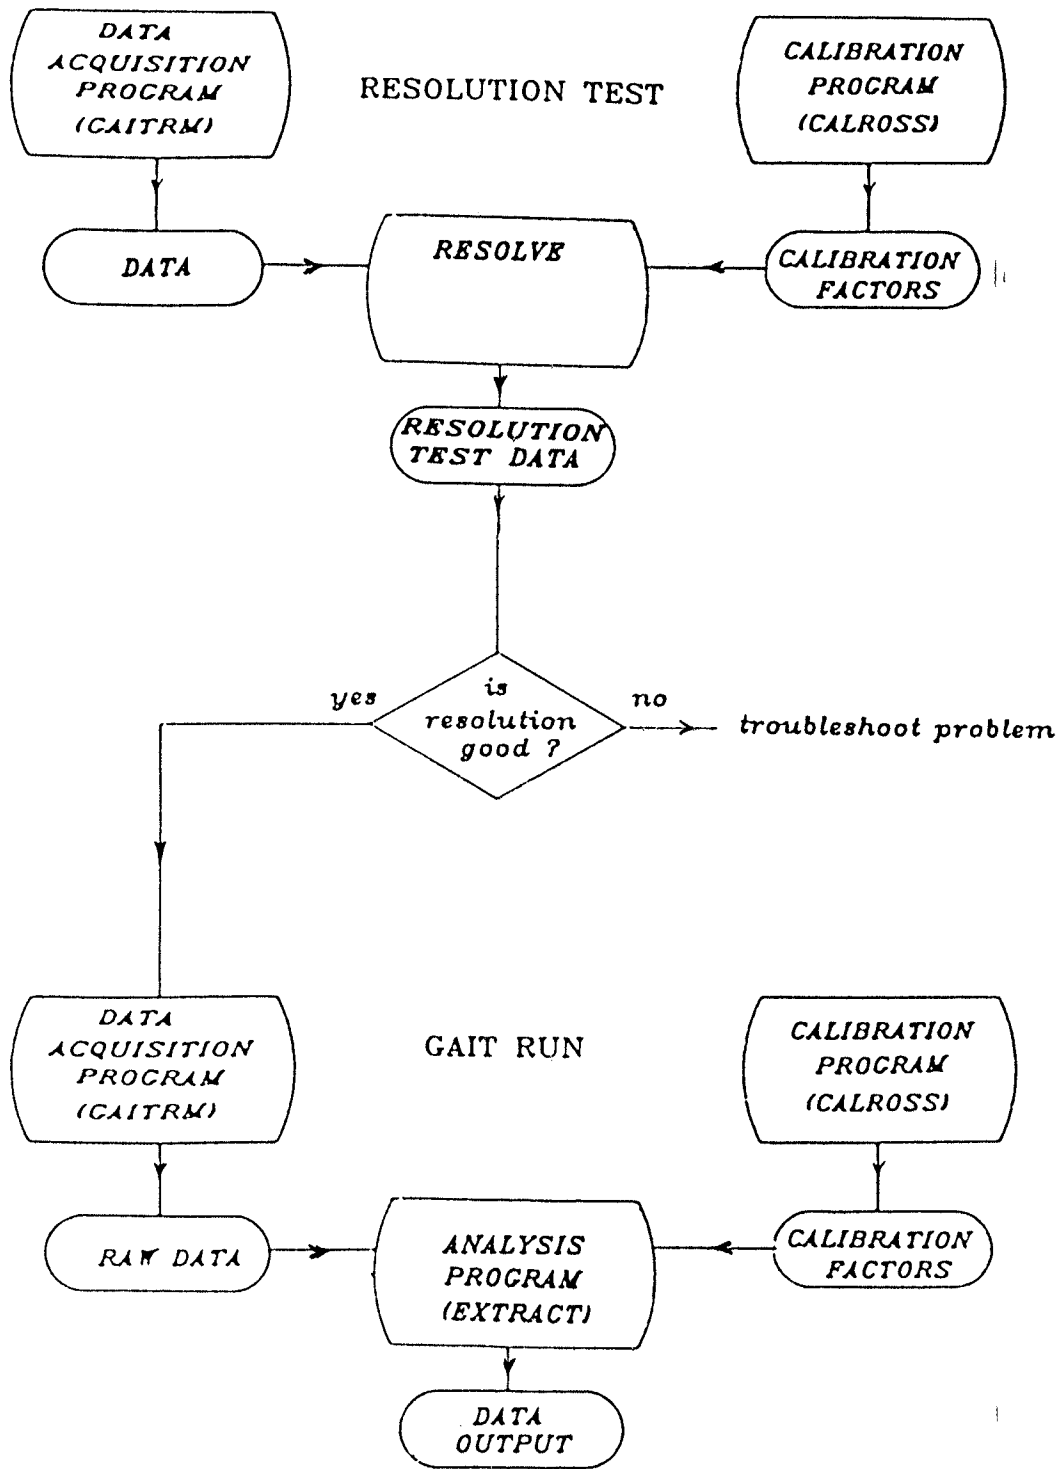 DATA
ACQUISITION
PROGRAM
(GAITRM)
RESOLUTION TEST
CALIBRATION
PROGRAM
(CALROSS)
DATA
RESOLVE
CALIBRATION
FACTORS
RESOLUTION
TEST DATA
yes
is
resolution
good ?
no
troubleshoot problem
DATA
ACQUISITION
PROGRAM
(GAITRM)
GAIT RUN
CALIBRATION
PROGRAM
(CALROSS)
RAW DATA
ANALYSIS
PROGRAM
(EXTRACT)
CALIBRATION
FACTORS
DATA
OUTPUT